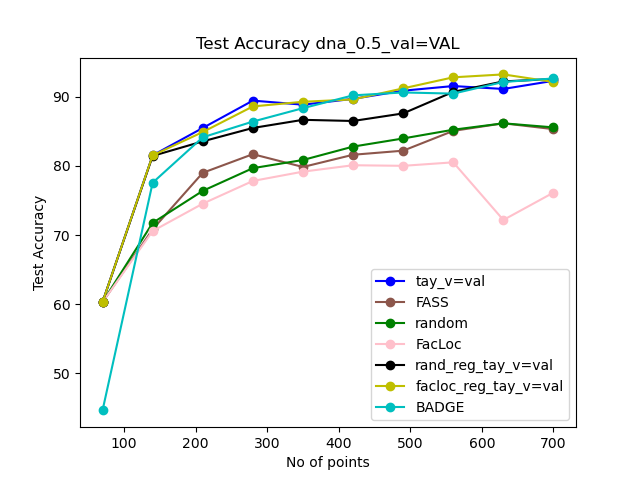 Test Accuracy dna_0.5_val=VAL
Test Accuracy
90
80
70
60
50
tay_v=val
FASS
random
FacLoc
rand_reg_tay_v=val
facloc_reg_tay_v=val
BADGE
100 200 300 400 500 600 700
No of points